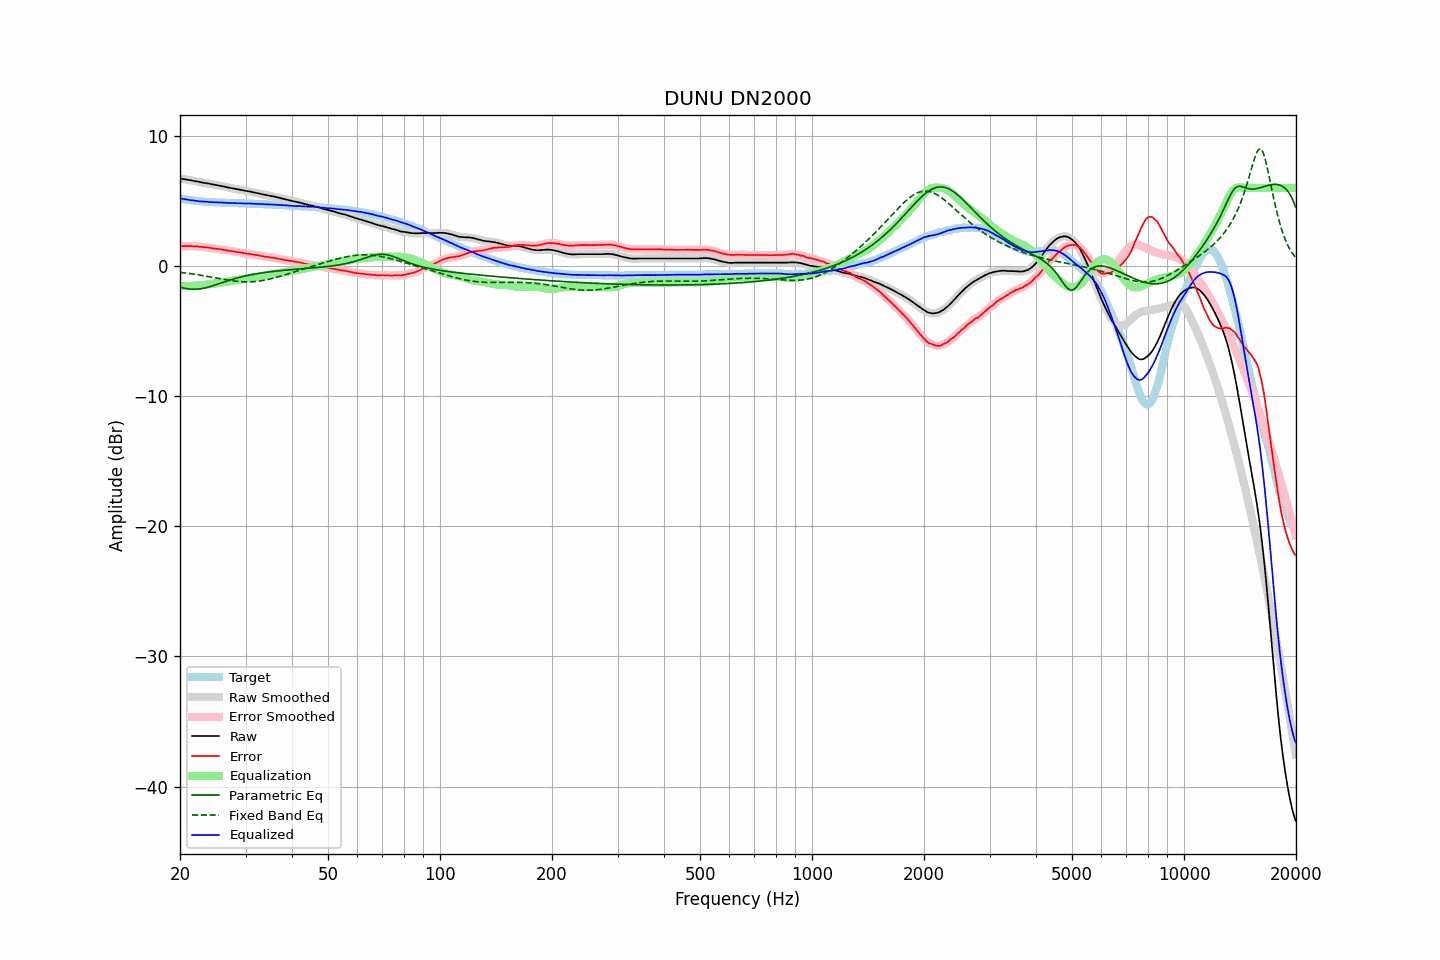 DUNU DN2000
10
0
−10
−20
−30
−40
Amplitude (dBr)
Target
Raw Smoothed
Error Smoothed
Raw
Error
Equalization
Parametric Eq
Fixed Band Eq
Equalized
20
50
100
200
500
1000
2000
5000
10000
20000
Frequency (Hz)